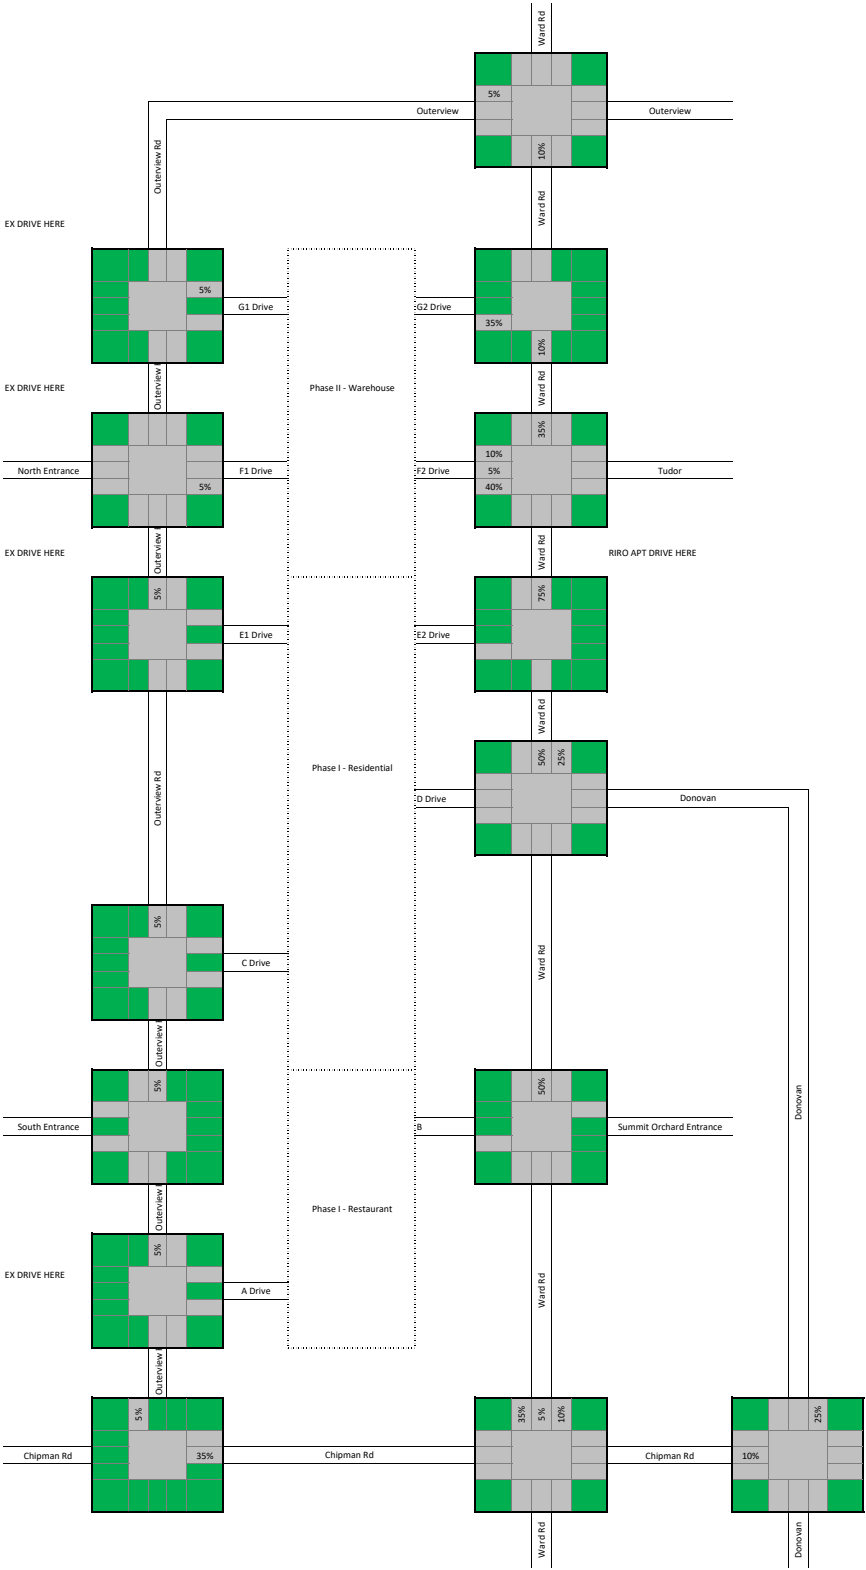 Ward Rd
5%
Outerview
Outerview
10%
Outerview Rd
Ward Rd
EX DRIVE HERE
5%
G1 Drive
G2 Drive
35%
10%
Outerview
EX DRIVE HERE
Phase II - Warehouse
Ward Rd
35%
10%
North Entrance
F1 Drive
F2 Drive
5%
Tudor
5%
40%
Outerview
EX DRIVE HERE
Ward Rd
RIRO APT DRIVE HERE
5%
75%
E1 Drive
E2 Drive
Ward Rd
50%
25%
Phase I - Residential
Outerview Rd
D Drive
Donovan
5%
C Drive
Ward Rd
Outerview
5%
50%
Donovan
South Entrance
B
Summit Orchard Entrance
Outerview
Phase I - Restaurant
5%
EX DRIVE HERE
A Drive
Ward Rd
Outerview
5%
35%
5%
10%
25%
Chipman Rd
35%
Chipman Rd
Chipman Rd
10%
Ward Rd
Donovan